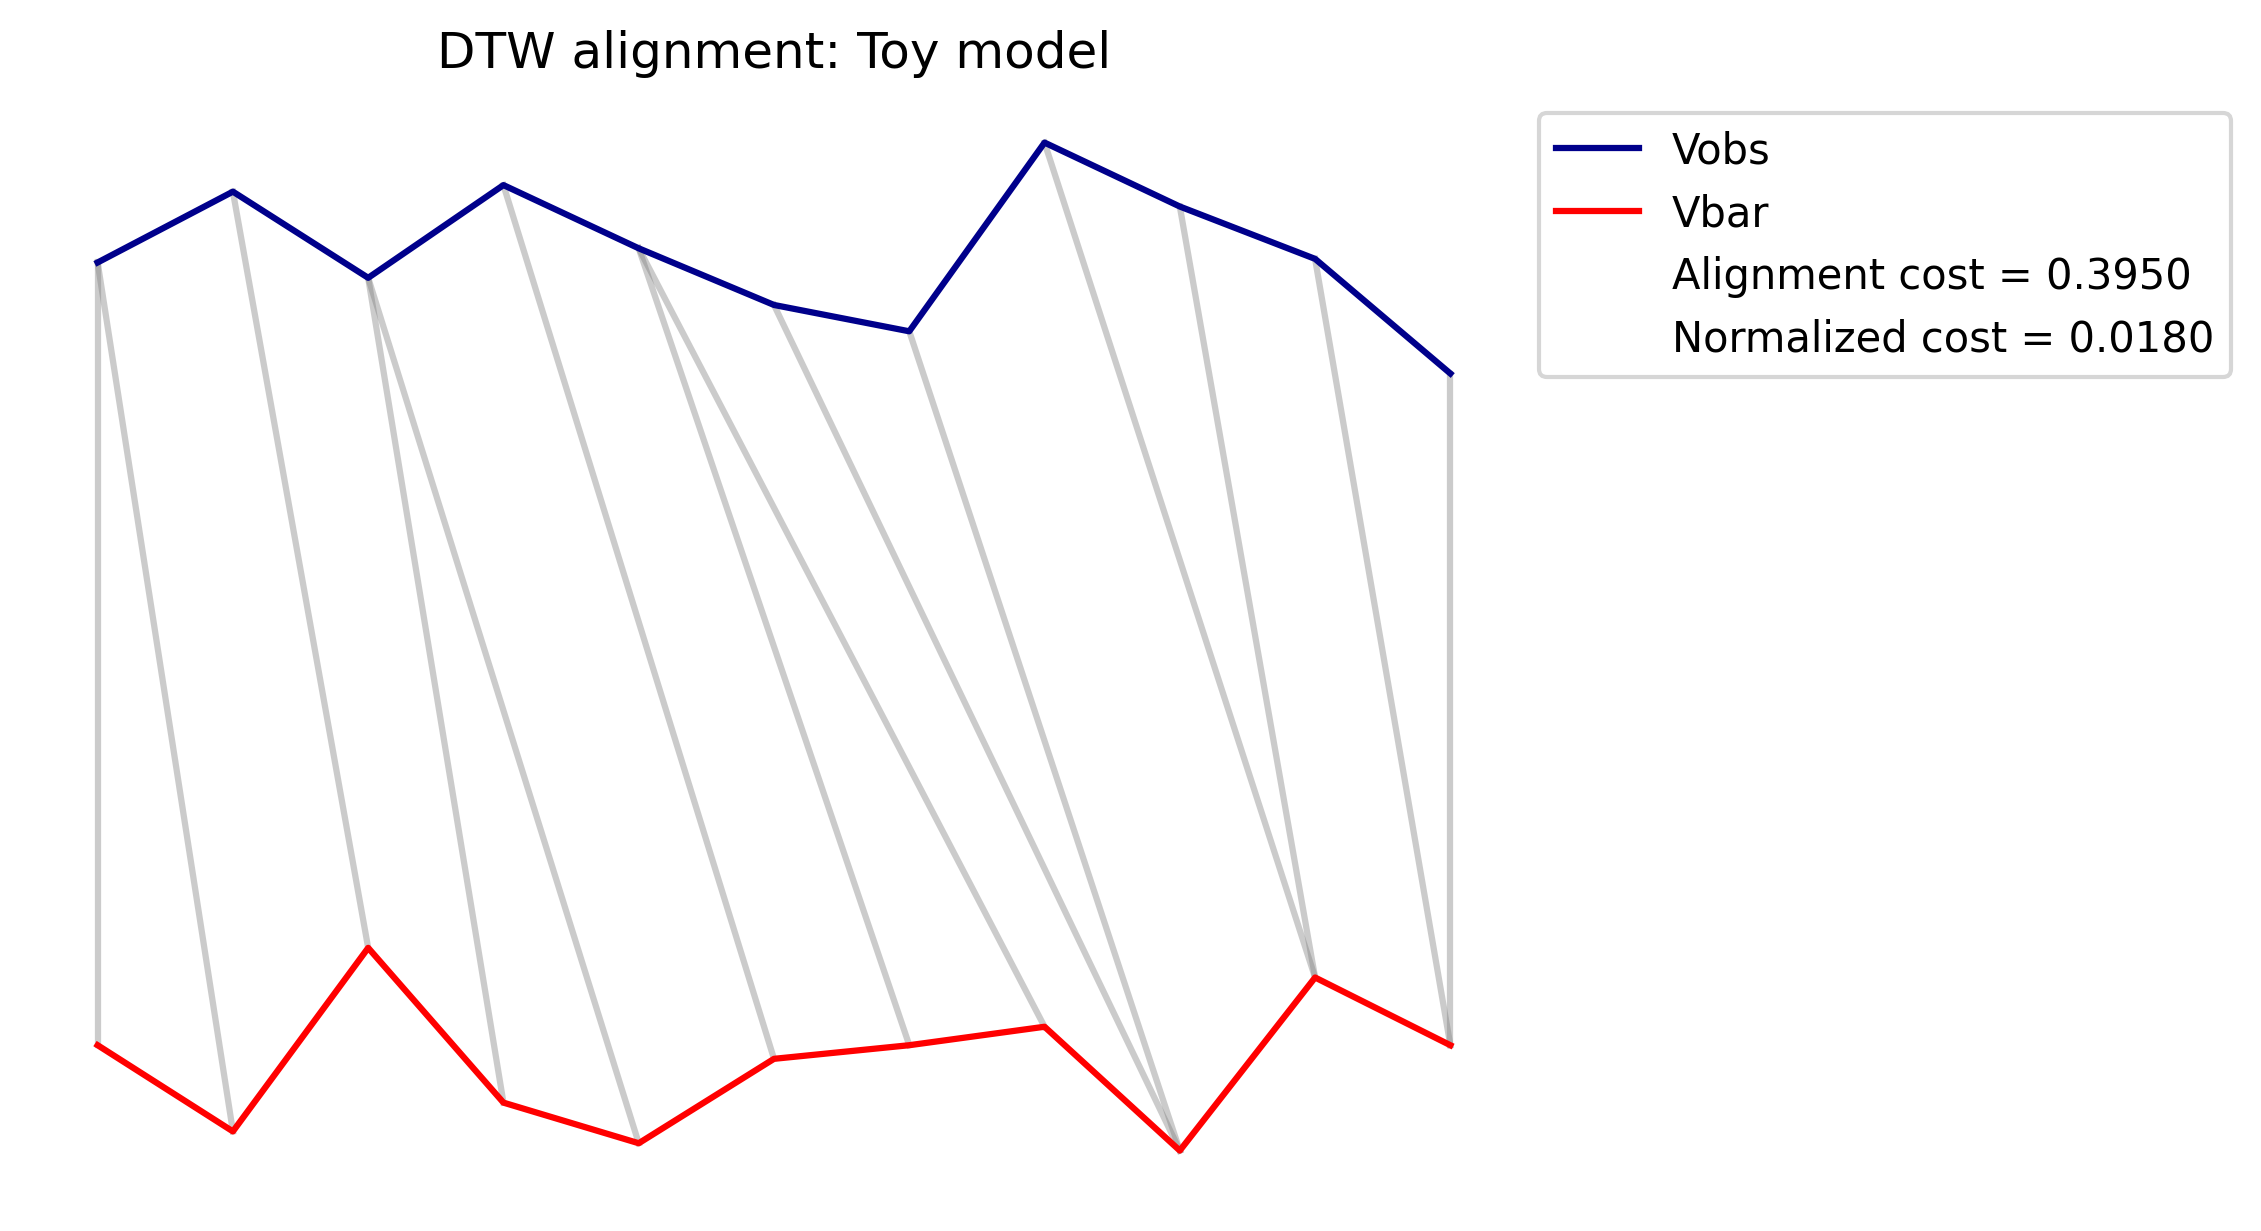 DTW alignment: Toy model
Vobs
Vbar
Alignment cost = 0.3950
Normalized cost = 0.0180